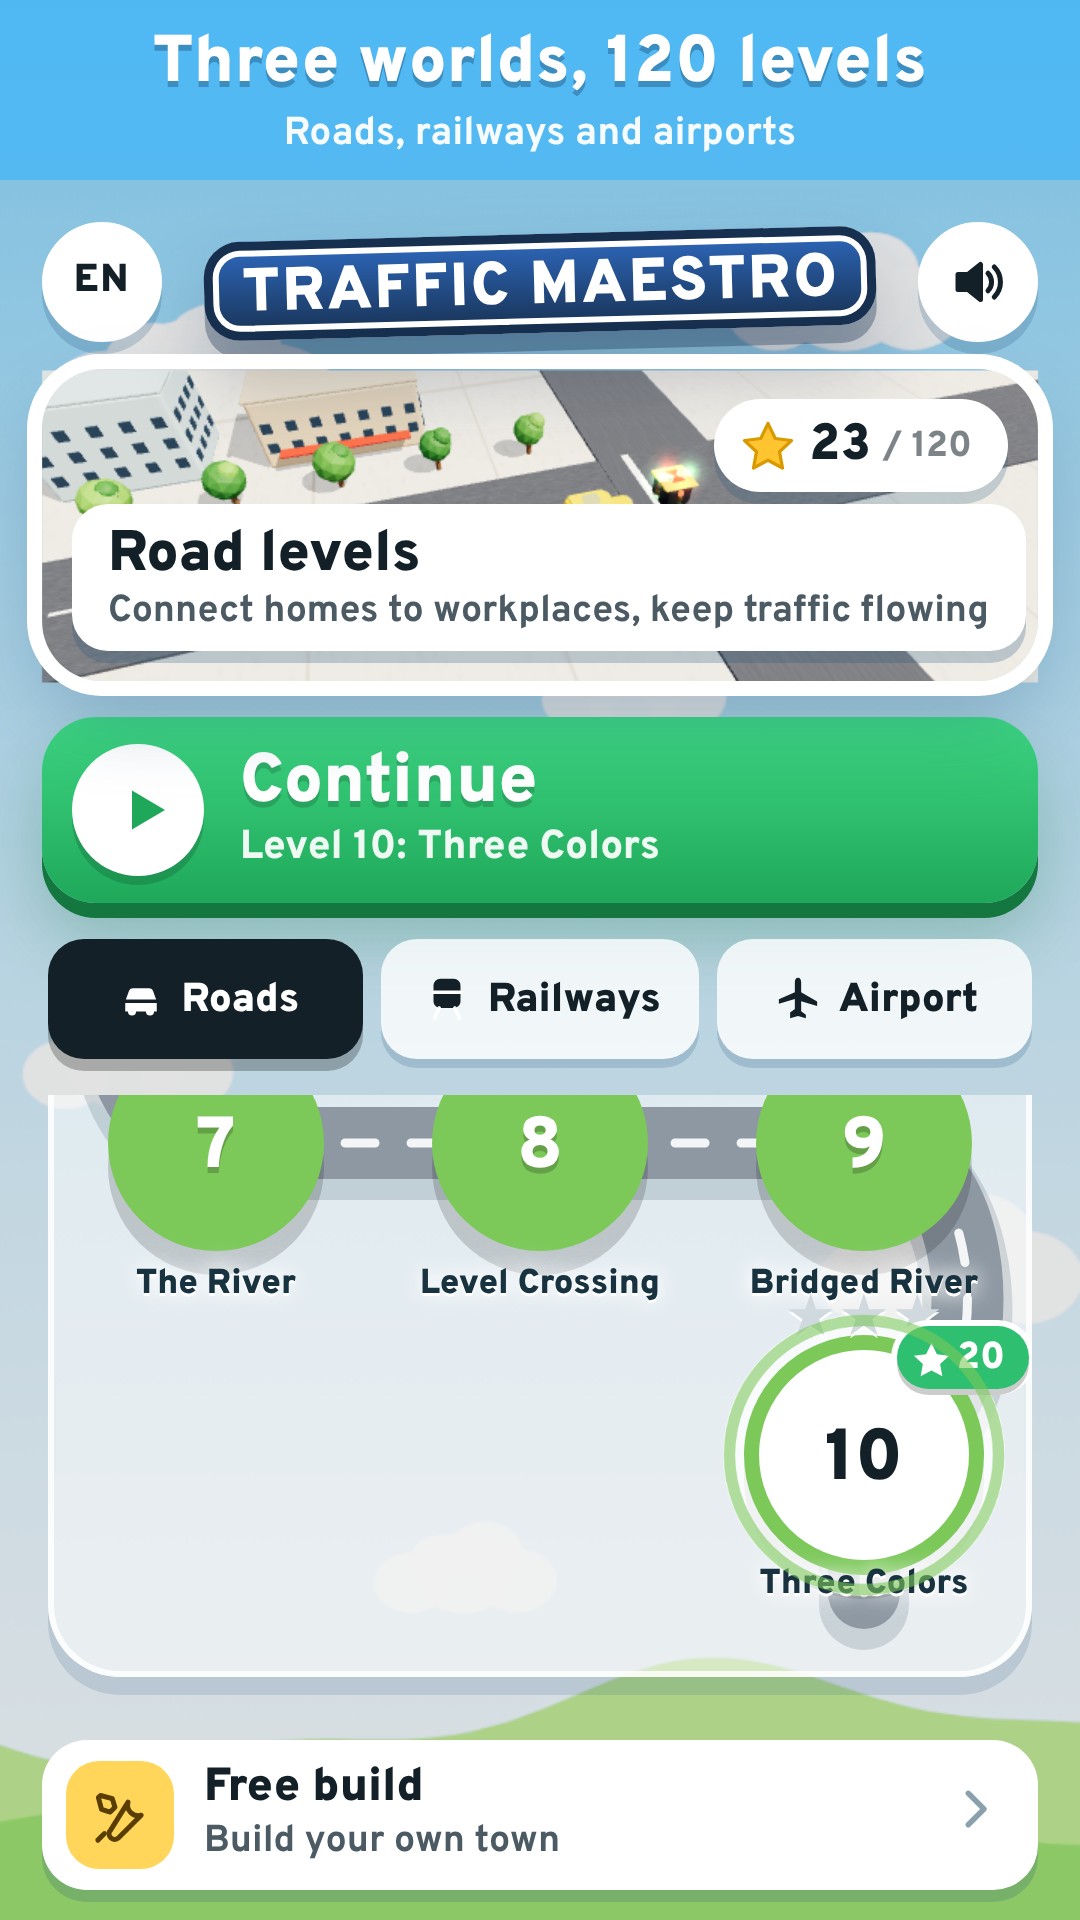 Three worlds, 120 levels
Roads, railways and airports
EN
TRAFFIC MAESTRO
23 / 120
Road levels
Connect homes to workplaces, keep traffic flowing
Continue
Level 10: Three Colors
Roads
Railways
Airport
7
8
9
The River
Level Crossing
Bridged River
20
10
Three Colors
Free build
Build your own town